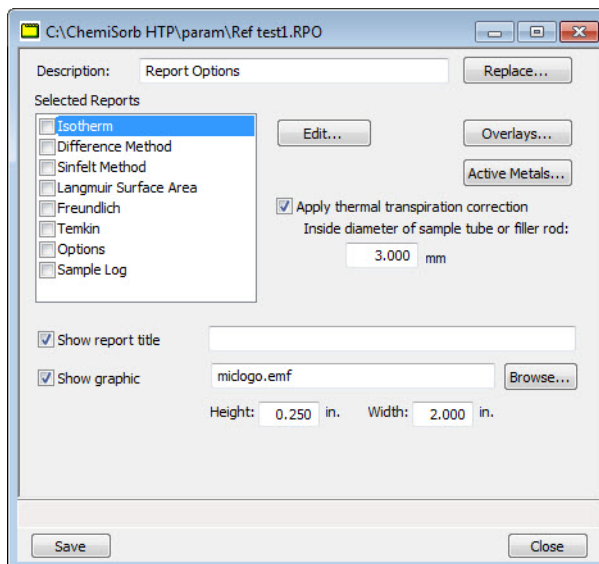 C:\ChemiSorb HTP\param\Ref test1.RPO
Description: Report Options Replace...
Selected Reports
Isotherm
Difference Method
Sinfelt Method
Langmuir Surface Area
Freundlich
Temkin
Options
Sample Log
Edit... Overlays...
Active Metals...
Apply thermal transpiration correction
Inside diameter of sample tube or filler rod:
3.000 mm
Show report title
Show graphic miclogo.emf Browse...
Height: 0.250 in. Width: 2.000 in.
Save Close